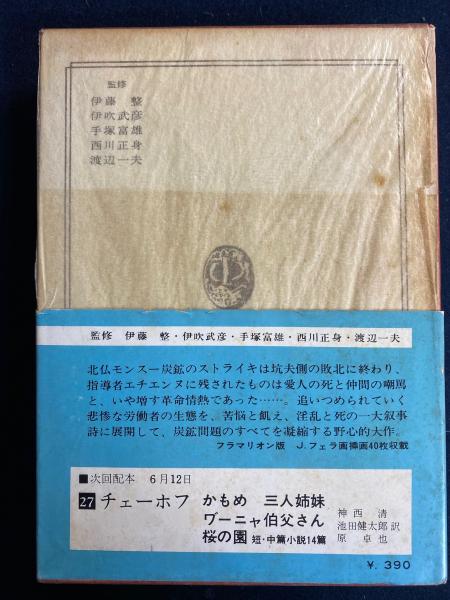 監修
伊藤 整
伊吹武彦
手塚富雄
西川正身
渡辺一夫
監修 伊藤 整・伊吹武彦・手塚富雄・西川正身・渡辺一夫
北仏モンスー炭鉱のストライキは坑夫側の敗北に終わり、
指導者エチエンヌに残されたものは愛人の死と仲間の嘲罵
と、いや増す革命情熱であった……。追いつめられていく
悲惨な労働者の生態を、苦悩と飢え、淫乱と死の一大叙事
詩に展開して、炭鉱問題のすべてを凝縮する野心的大作。
フラマリオン版 J.フェラ画挿画40枚収載
■次回配本 6月12日
27 チェーホフ かもめ 三人姉妹
ワーニャ伯父さん
桜の園 短・中篇小説14篇
神西 清
池田健太郎 訳
原 卓也
¥. 390